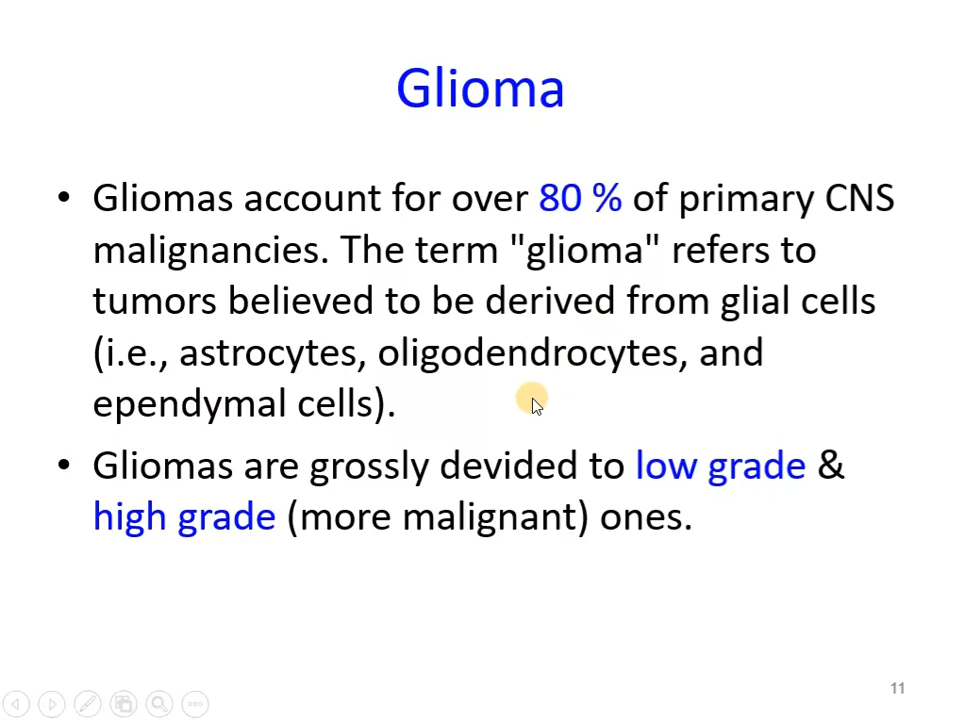 Glioma
• Gliomas account for over 80 % of primary CNS
malignancies. The term "glioma" refers to
tumors believed to be derived from glial cells
(i.e., astrocytes, oligodendrocytes, and
ependymal cells).
• Gliomas are grossly devided to low grade &
high grade (more malignant) ones.
11